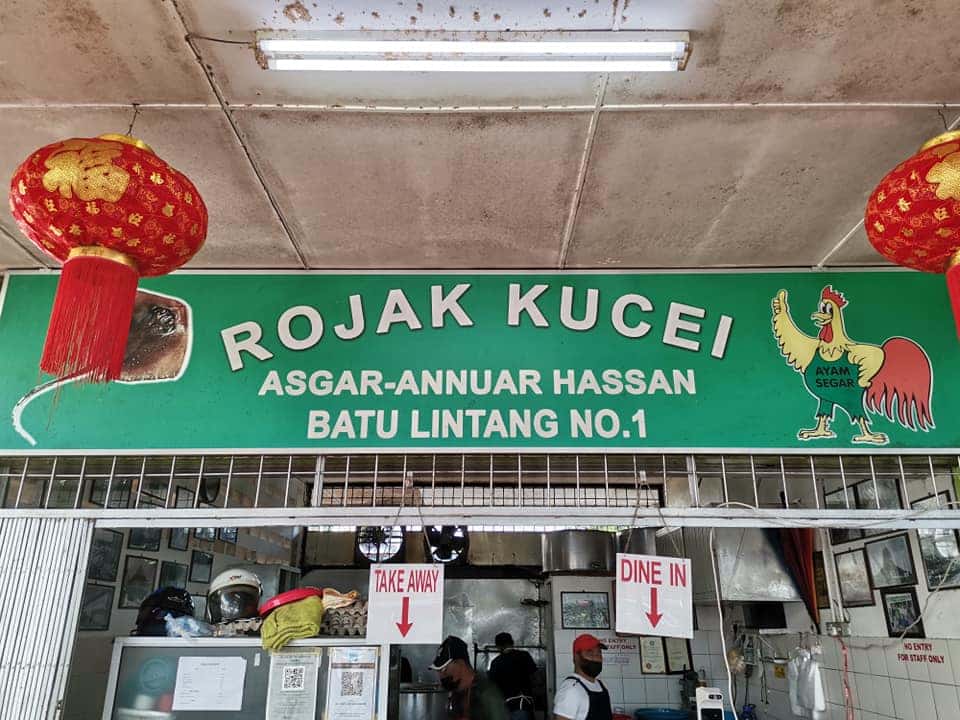 ROJAK KUCEI
ASGAR-ANNUAR HASSAN
BATU LINTANG NO.1
AYAM
SEGAR
TAKE AWAY
DINE IN
NO ENTRY
FOR STAFF ONLY